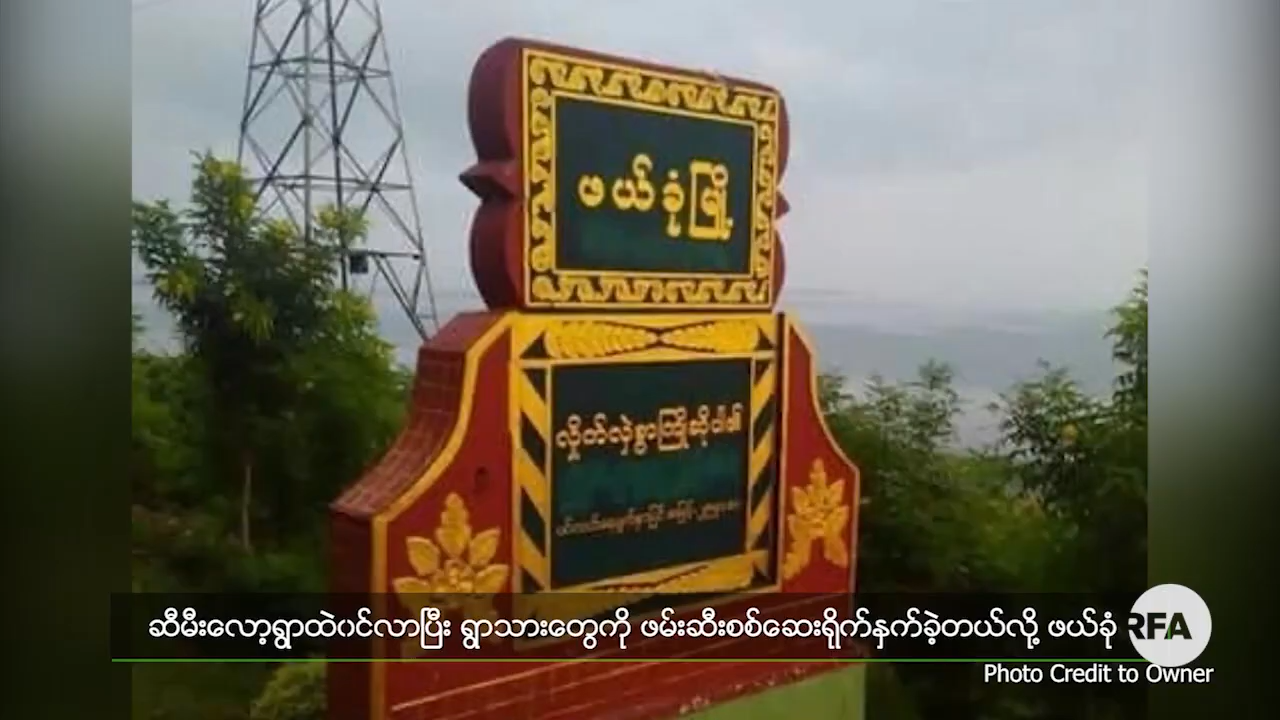 ဖယ်ခုံမြို့
လှိုက်လှဲစွာကြိုဆိုပါ၏
ဆီမီးလော့ရွာထဲဝင်လာပြီး ရွာသားတွေကို ဖမ်းဆီးစစ်ဆေးရိုက်နှက်ခဲ့တယ်လို့ ဖယ်ခုံ
RFA
Photo Credit to Owner